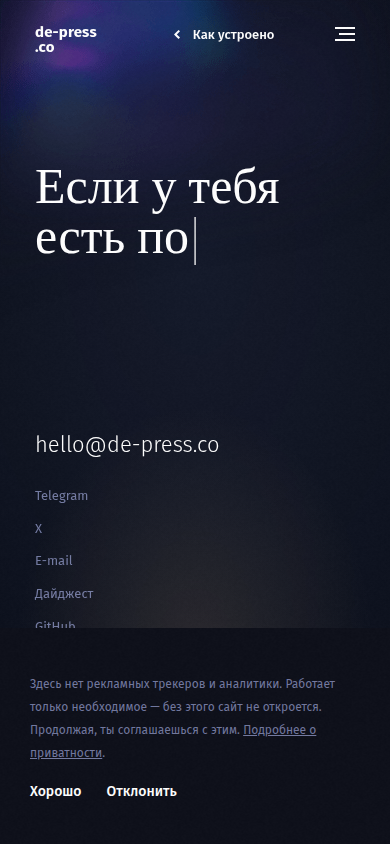 de-press
.co
Как устроено
Если у тебя
есть по
hello@de-press.co
Telegram
X
E-mail
Дайджест
GitHub
Здесь нет рекламных трекеров и аналитики. Работает
только необходимое — без этого сайт не откроется.
Продолжая, ты соглашаешься с этим. Подробнее о
приватности.
Хорошо Отклонить